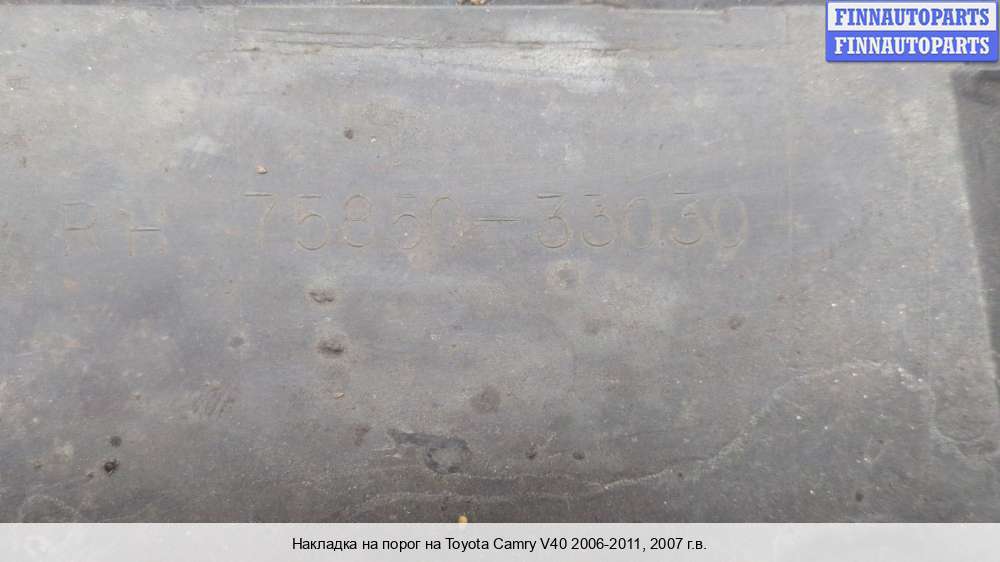 FINNAUTOPARTS
FINNAUTOPARTS
RH 75850-33030
Накладка на порог на Toyota Camry V40 2006-2011, 2007 г.в.